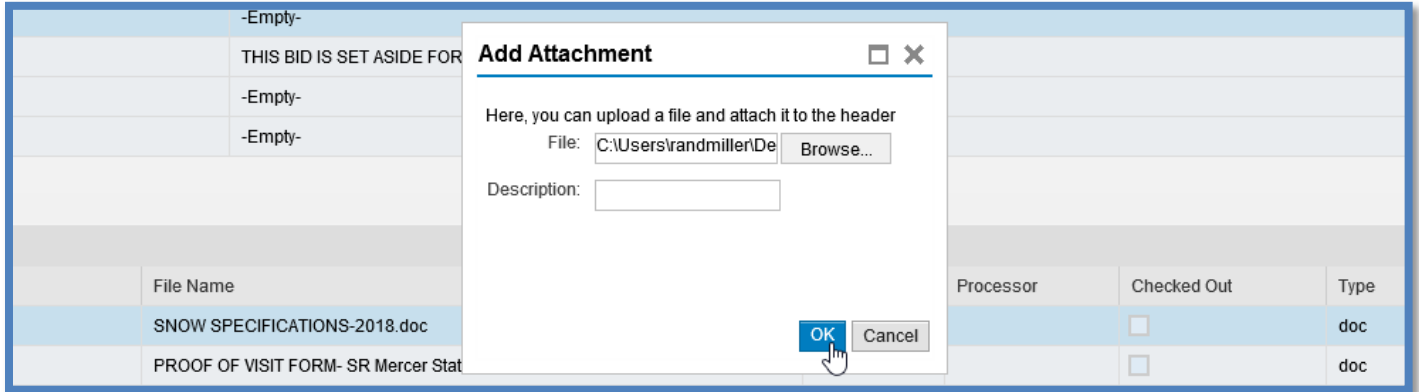 -Empty-
THIS BID IS SET ASIDE FOR
-Empty-
-Empty-
Add Attachment
Here, you can upload a file and attach it to the header
File: C:\Users\randmiller\De Browse...
Description:
OK Cancel
File Name Processor Checked Out Type
SNOW SPECIFICATIONS-2018.doc doc
PROOF OF VISIT FORM- SR Mercer Stat doc